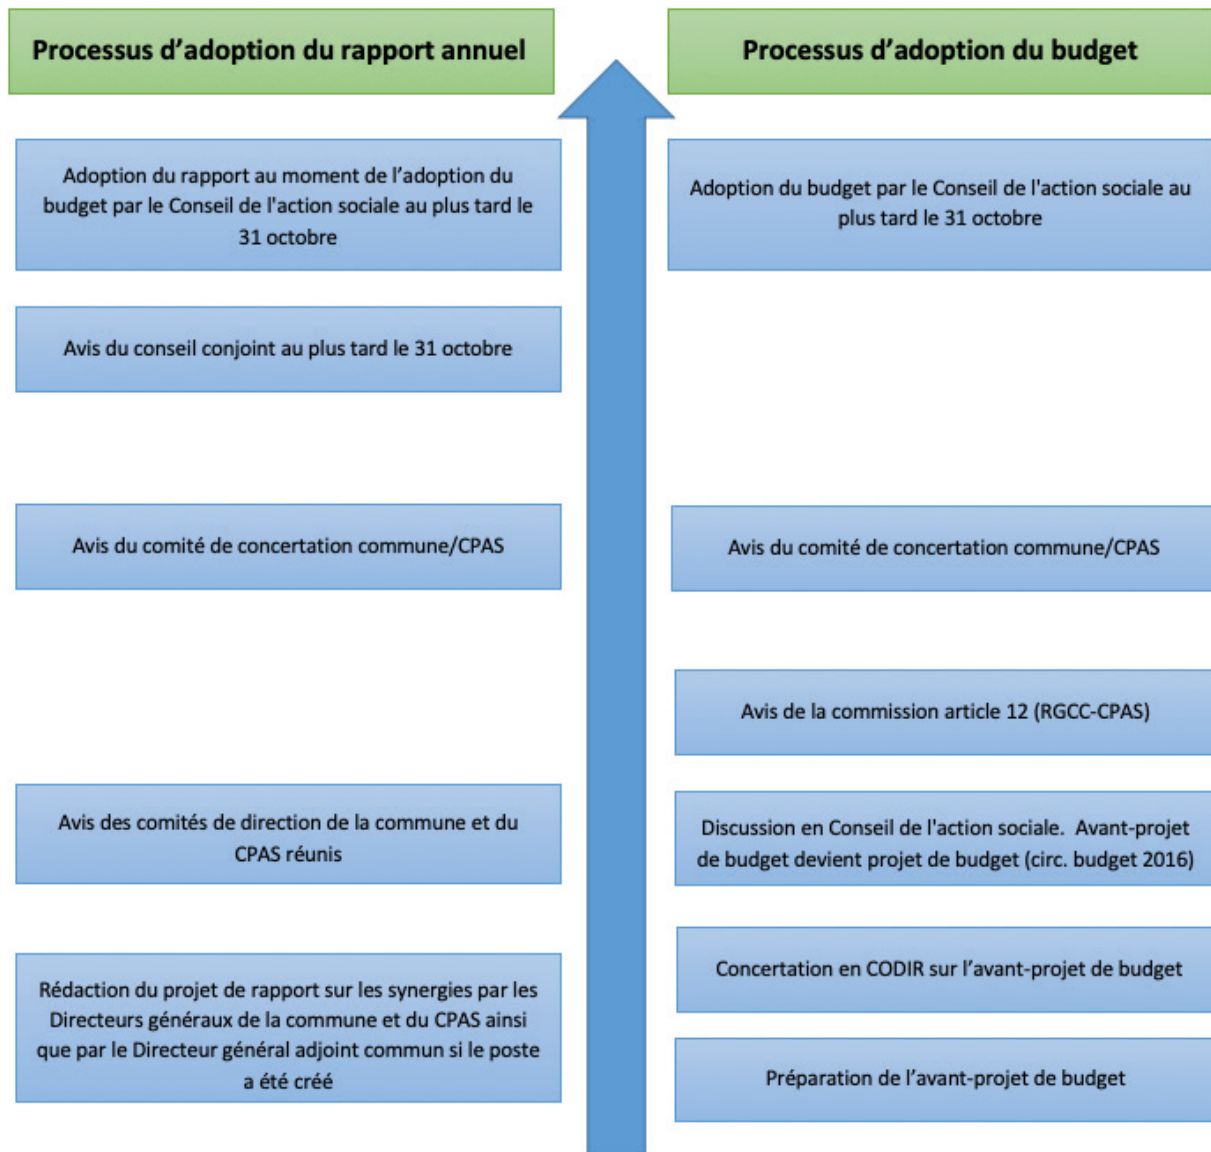 Processus d’adoption du rapport annuel
Adoption du rapport au moment de l’adoption du
budget par le Conseil de l'action sociale au plus tard le
31 octobre
Avis du conseil conjoint au plus tard le 31 octobre
Avis du comité de concertation commune/CPAS
Avis des comités de direction de la commune et du
CPAS réunis
Rédaction du projet de rapport sur les synergies par les
Directeurs généraux de la commune et du CPAS ainsi
que par le Directeur général adjoint commun si le poste
a été créé
Processus d’adoption du budget
Adoption du budget par le Conseil de l'action sociale au
plus tard le 31 octobre
Avis du comité de concertation commune/CPAS
Avis de la commission article 12 (RGCC-CPAS)
Discussion en Conseil de l'action sociale.  Avant-projet
de budget devient projet de budget (circ. budget 2016)
Concertation en CODIR sur l’avant-projet de budget
Préparation de l’avant-projet de budget